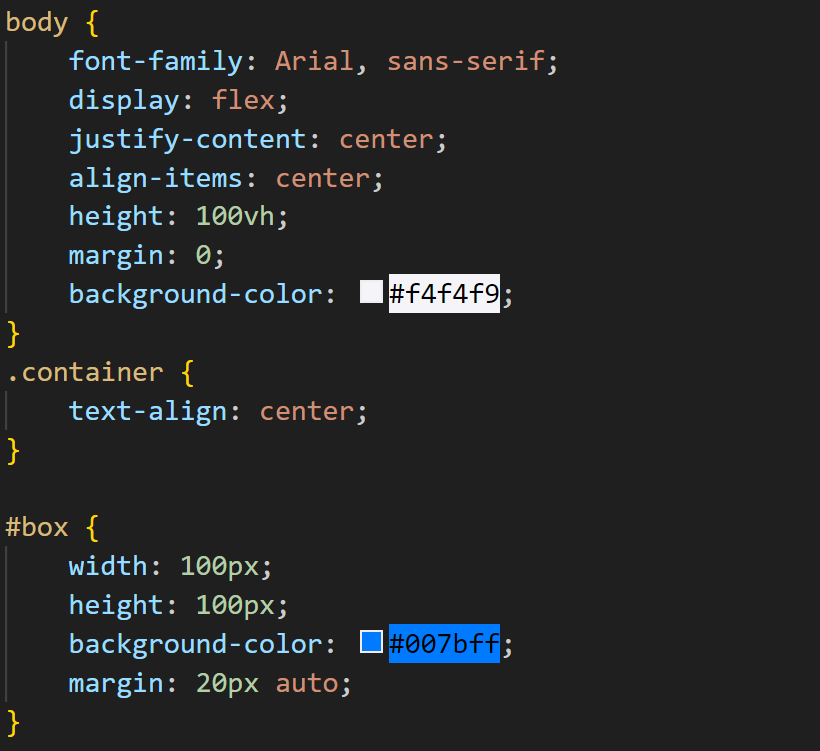 body {
    font-family: Arial, sans-serif;
    display: flex;
    justify-content: center;
    align-items: center;
    height: 100vh;
    margin: 0;
    background-color: #f4f4f9;
}
.container {
    text-align: center;
}

#box {
    width: 100px;
    height: 100px;
    background-color: #007bff;
    margin: 20px auto;
}